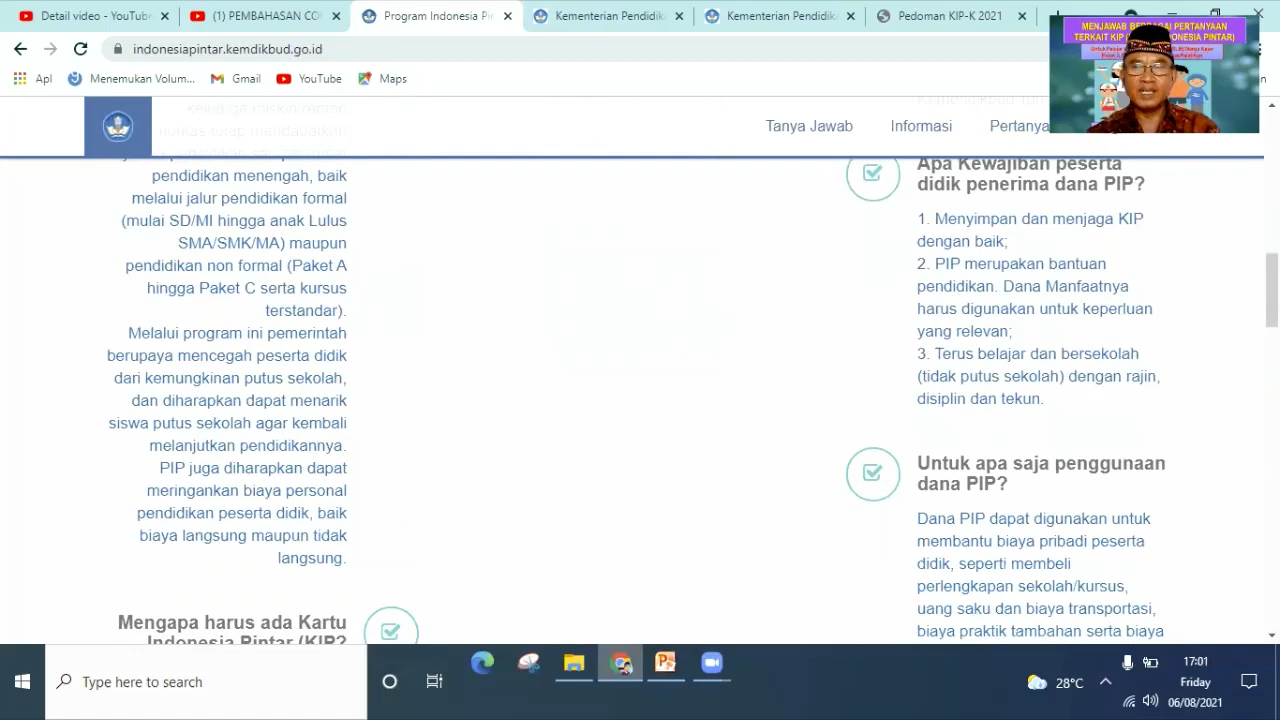 Detail video - YouTub
(1) PEMBAHASAN CO
Program Indonesia Pi
Kementerian Pendidik
Kementerian Pendidik
Pedoman KIP-K 2021
indonesiapintar.kemdikbud.go.id
Apl
Menemukan Volum...
Gmail
YouTube
Maps
MENJAWAB BERBAGAI PERTANYAAN
TERKAIT KIP INDONESIA PINTAR)
Tanya Jawab
Informasi
Pertanya
keluarga miskin/rentan
pendidikan menengah, baik
melalui jalur pendidikan formal
(mulai SD/MI hingga anak Lulus
SMA/SMK/MA) maupun
pendidikan non formal (Paket A
hingga Paket C serta kursus
terstandar).
Melalui program ini pemerintah
berupaya mencegah peserta didik
dari kemungkinan putus sekolah,
dan diharapkan dapat menarik
siswa putus sekolah agar kembali
melanjutkan pendidikannya.
PIP juga diharapkan dapat
meringankan biaya personal
pendidikan peserta didik, baik
biaya langsung maupun tidak
langsung.
Mengapa harus ada Kartu
Indonesia Pintar (KIP?
Apa Kewajiban peserta
didik penerima dana PIP?
1. Menyimpan dan menjaga KIP
dengan baik;
2. PIP merupakan bantuan
pendidikan. Dana Manfaatnya
harus digunakan untuk keperluan
yang relevan;
3. Terus belajar dan bersekolah
(tidak putus sekolah) dengan rajin,
disiplin dan tekun.
Untuk apa saja penggunaan
dana PIP?
Dana PIP dapat digunakan untuk
membantu biaya pribadi peserta
didik, seperti membeli
perlengkapan sekolah/kursus,
uang saku dan biaya transportasi,
biaya praktik tambahan serta biaya
Type here to search
28°C
17:01
Friday
06/08/2021